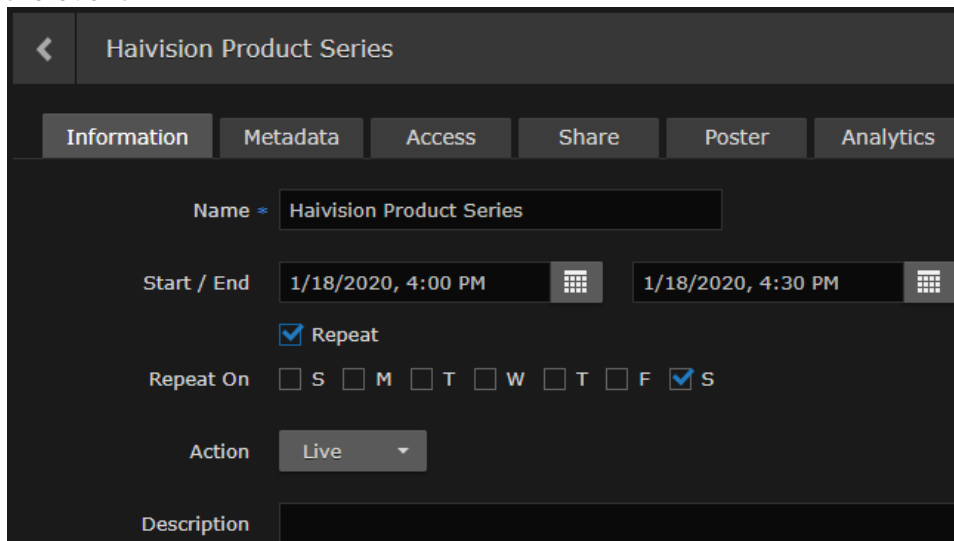 Haivision Product Series
Information Metadata Access Share Poster Analytics
Name * Haivision Product Series
Start / End 1/18/2020, 4:00 PM 1/18/2020, 4:30 PM
Repeat
Repeat On S M T W T F S
Action Live
Description